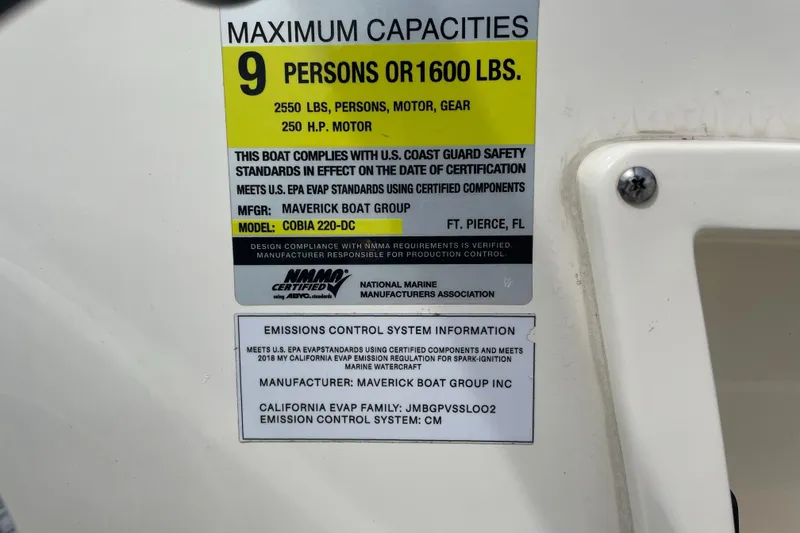 MAXIMUM CAPACITIES
9 PERSONS OR 1600 LBS.
2550 LBS, PERSONS, MOTOR, GEAR
250 H.P. MOTOR
THIS BOAT COMPLIES WITH U.S. COAST GUARD SAFETY
STANDARDS IN EFFECT ON THE DATE OF CERTIFICATION
MEETS U.S. EPA EVAP STANDARDS USING CERTIFIED COMPONENTS
MFGR: MAVERICK BOAT GROUP
MODEL: COBIA 220-DC FT. PIERCE, FL
DESIGN COMPLIANCE WITH NMMA REQUIREMENTS IS VERIFIED.
MANUFACTURER RESPONSIBLE FOR PRODUCTION CONTROL.
NMMA®
CERTIFIED
using ABYC standards
NATIONAL MARINE
MANUFACTURERS ASSOCIATION
EMISSIONS CONTROL SYSTEM INFORMATION
MEETS U.S. EPA EVAPSTANDARDS USING CERTIFIED COMPONENTS AND MEETS
2018 MY CALIFORNIA EVAP EMISSION REGULATION FOR SPARK-IGNITION
MARINE WATERCRAFT
MANUFACTURER: MAVERICK BOAT GROUP INC
CALIFORNIA EVAP FAMILY: JMBGPVSSLOO2
EMISSION CONTROL SYSTEM: CM